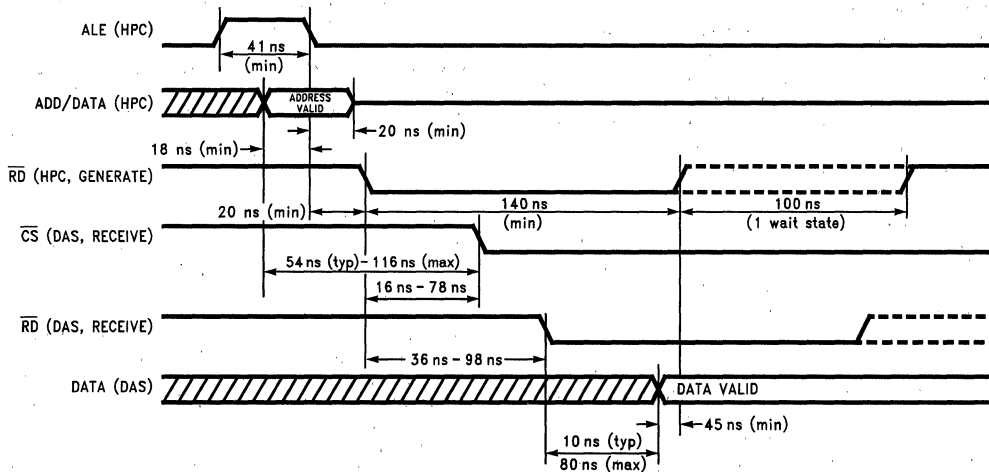 ALE (HPC)
41 ns
(min)
ADD/DATA (HPC)
ADDRESS
VALID
20 ns (min)
18 ns (min)
RD (HPC, GENERATE)
20 ns (min)
140 ns
(min)
100 ns
(1 wait state)
CS (DAS, RECEIVE)
54 ns (typ)-116 ns (max)
16 ns-78 ns
RD (DAS, RECEIVE)
36 ns-98 ns
DATA (DAS)
DATA VALID
45 ns (min)
10 ns (typ)
80 ns (max)